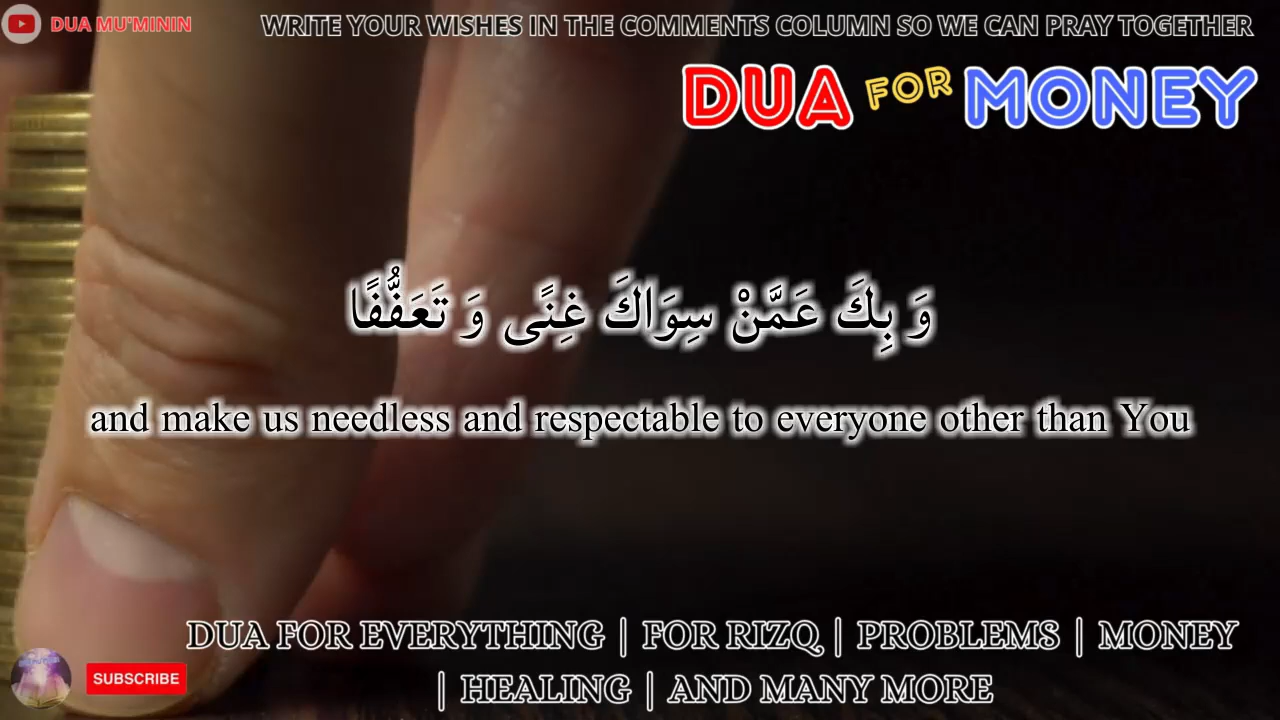 DUA MU'MININ
WRITE YOUR WISHES IN THE COMMENTS COLUMN SO WE CAN PRAY TOGETHER
DUA FOR MONEY
وَ بِكَ عَمَّنْ سِوَاكَ غِنًى وَ تَعَفُّفًا
and make us needless and respectable to everyone other than You
DUA FOR EVERYTHING | FOR RIZQ | PROBLEMS | MONEY
| HEALING | AND MANY MORE
SUBSCRIBE